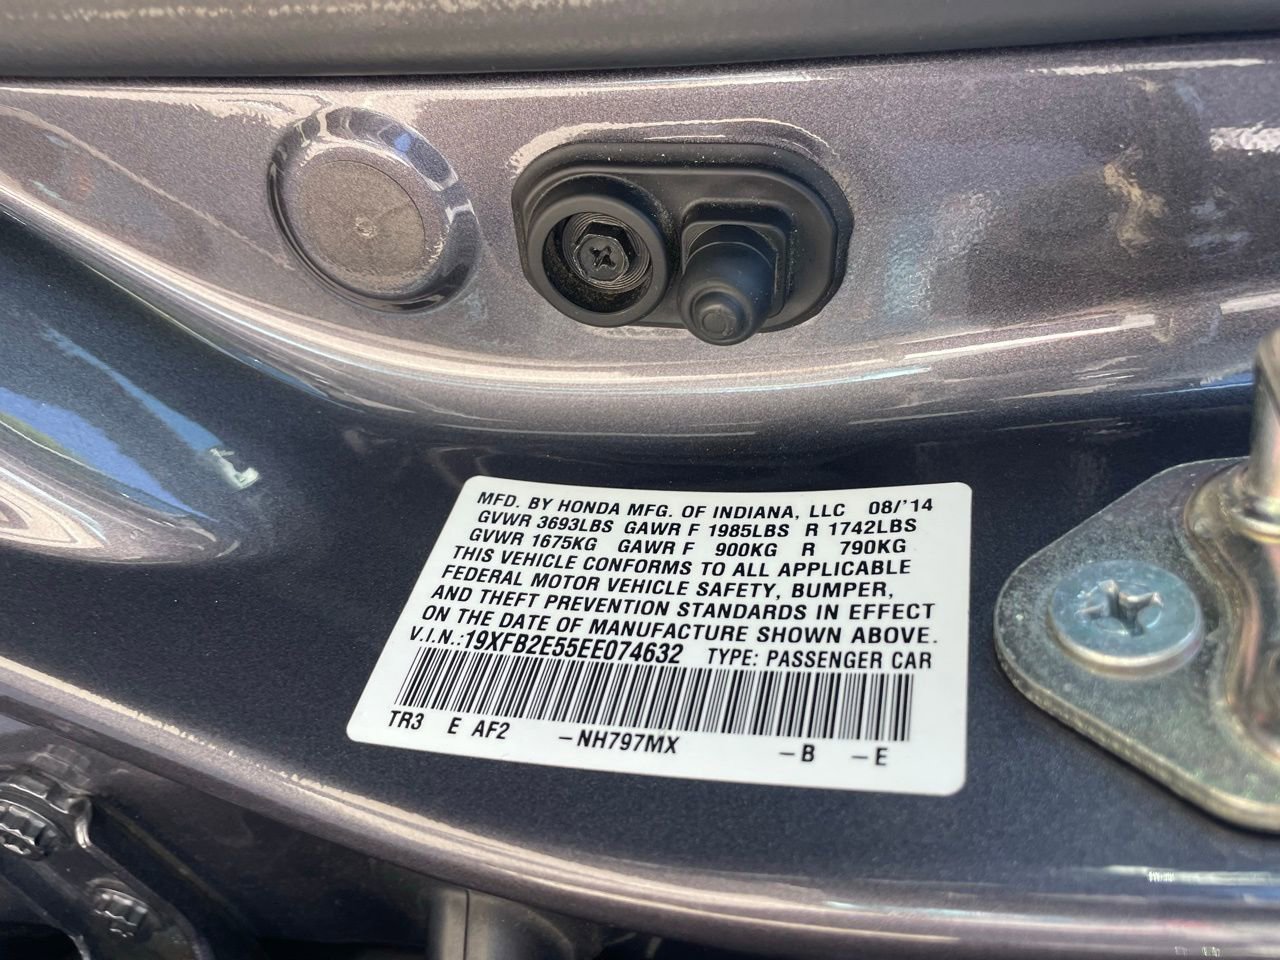 MFD. BY HONDA MFG. OF INDIANA, LLC 08/'14
GVWR 3693LBS GAWR F 1985LBS R 1742LBS
GVWR 1675KG GAWR F 900KG R 790KG
THIS VEHICLE CONFORMS TO ALL APPLICABLE
FEDERAL MOTOR VEHICLE SAFETY, BUMPER,
AND THEFT PREVENTION STANDARDS IN EFFECT
ON THE DATE OF MANUFACTURE SHOWN ABOVE.
V.I.N.:19XFB2E55EE074632 TYPE: PASSENGER CAR
TR3 E AF2 –NH797MX –B –E